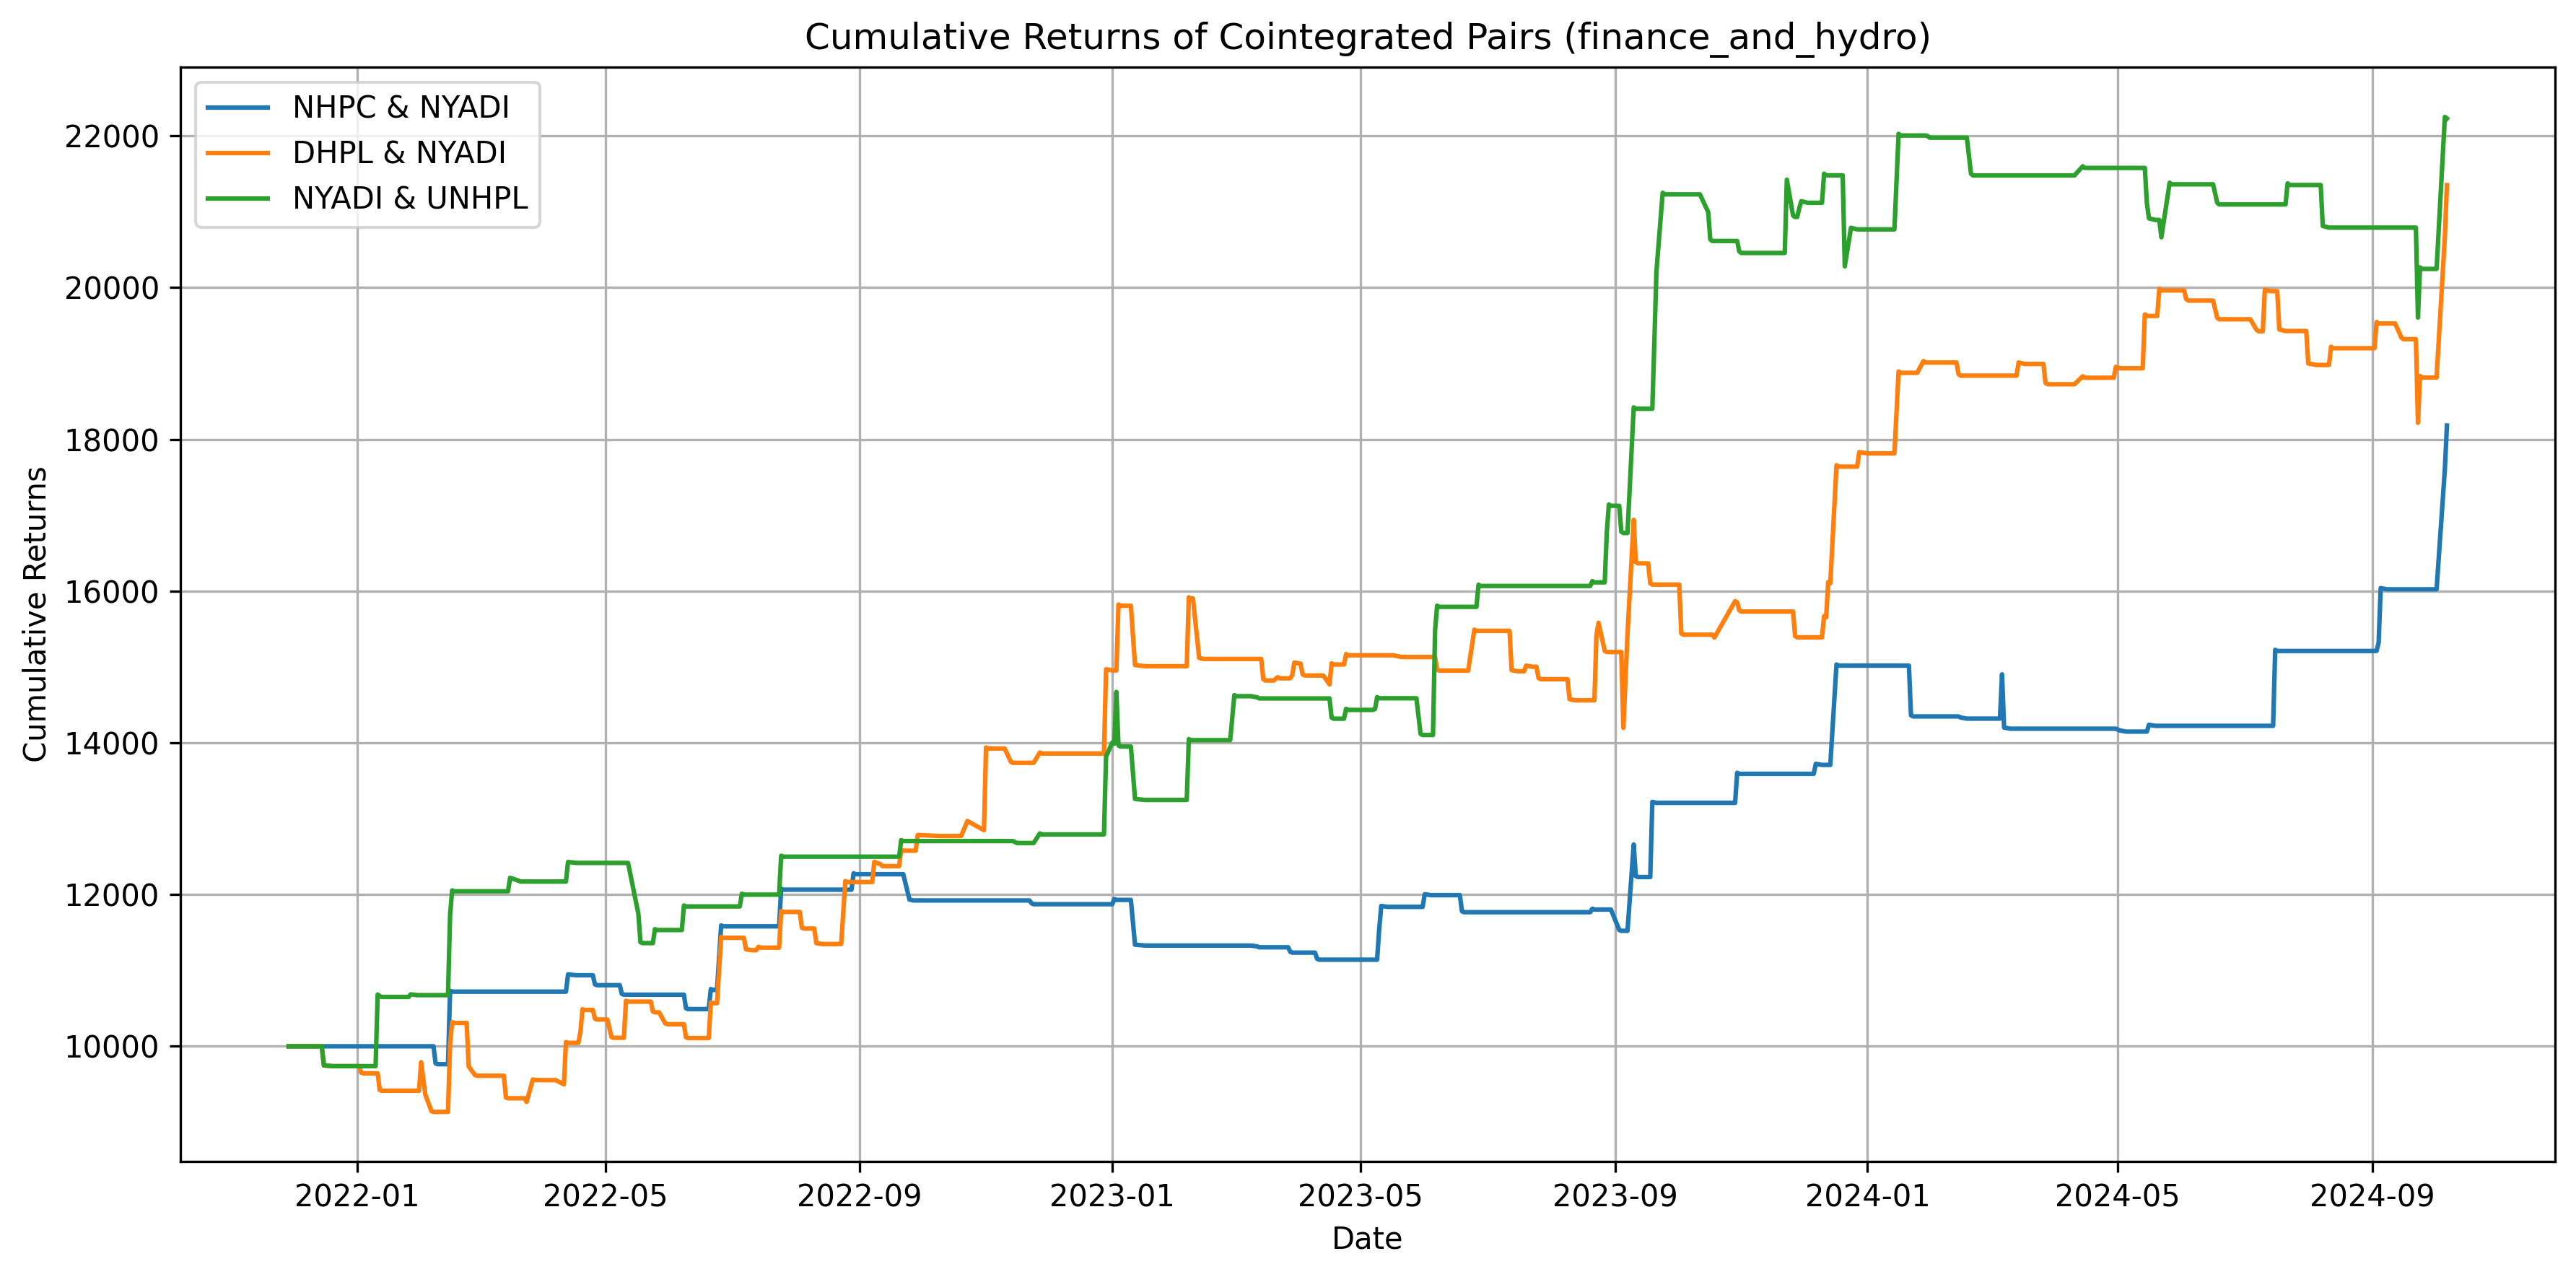 Cumulative Returns of Cointegrated Pairs (finance_and_hydro)
NHPC & NYADI
DHPL & NYADI
NYADI & UNHPL
Cumulative Returns
22000
20000
18000
16000
14000
12000
10000
2022-01
2022-05
2022-09
2023-01
2023-05
2023-09
2024-01
2024-05
2024-09
Date